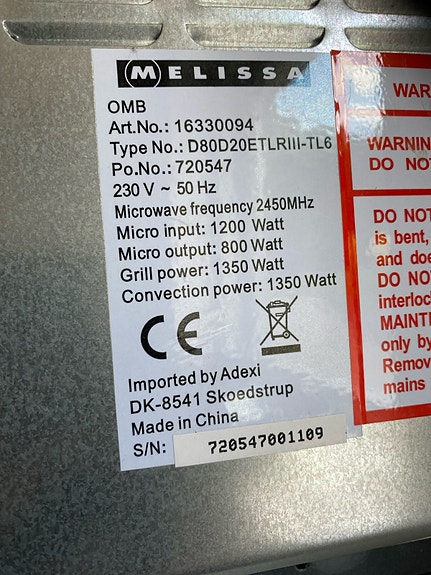 MELISSA
OMB
Art.No.: 16330094
Type No.: D80D20ETLRIII-TL6
Po.No.: 720547
230 V ~ 50 Hz
Microwave frequency 2450MHz
Micro input: 1200 Watt
Micro output: 800 Watt
Grill power: 1350 Watt
Convection power: 1350 Watt
CE
Imported by Adexi
DK-8541 Skoedstrup
Made in China
S/N: 720547001109
WAR
WARNIN
DO NOT
DO NOT
is bent,
and doe
DO NO
interloc
MAINT
only by
Remov
mains